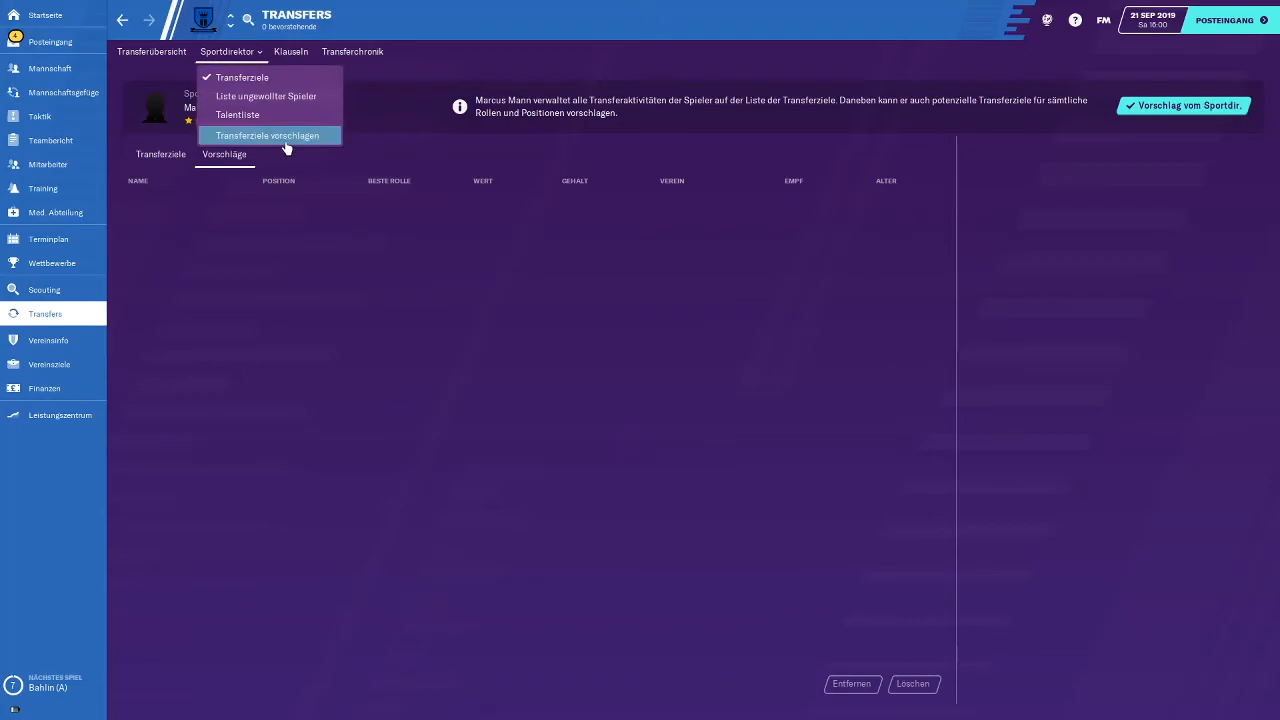 Startseite
4
Posteingang
Mannschaft
Mannschaftsgefüge
Taktik
Teambericht
Mitarbeiter
Training
Med. Abteilung
Terminplan
Wettbewerbe
Scouting
Transfers
Vereinsinfo
Vereinsziele
Finanzen
Leistungszentrum
NÄCHSTES SPIEL
7
Bahlin (A)
TRANSFERS
0 bevorstehende
FM
21 SEP 2019
Sa 16:00
POSTEINGANG
Transferübersicht
Sportdirektor
Klauseln
Transferchronik
Transferziele
Liste ungewollter Spieler
Talentliste
Transferziele vorschlagen
Spo
Ma
Marcus Mann verwaltet alle Transferaktivitäten der Spieler auf der Liste der Transferziele. Daneben kann er auch potenzielle Transferziele für sämtliche
Rollen und Positionen vorschlagen.
Vorschlag vom Sportdir.
Transferziele
Vorschläge
NAME
POSITION
BESTE ROLLE
WERT
GEHALT
VEREIN
EMPF
ALTER
Entfernen
Löschen